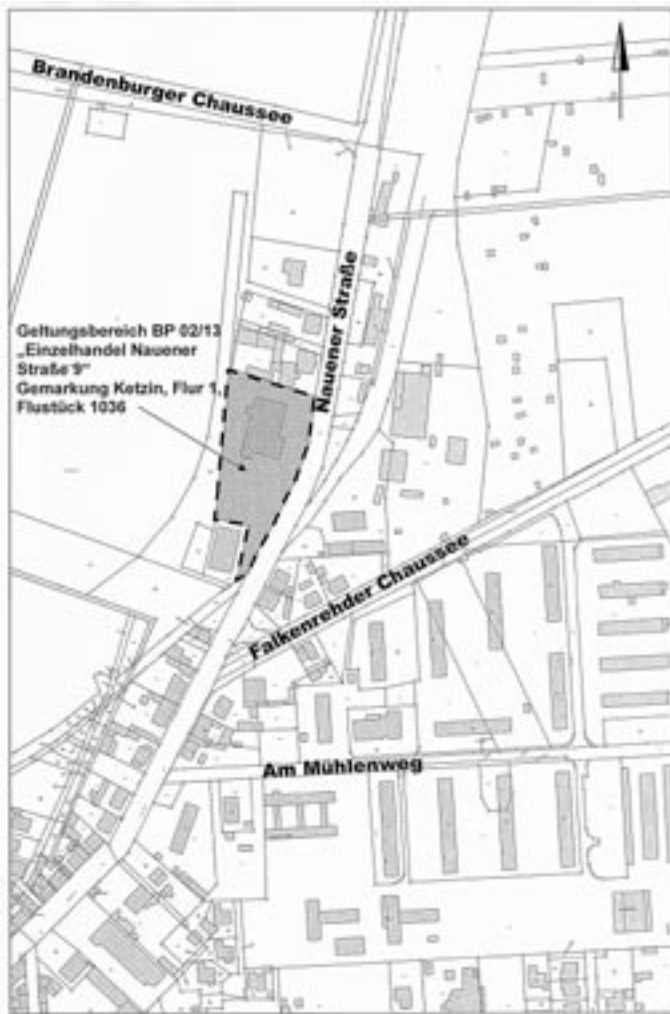 Brandenburger Chaussee
Nauener Straße
Geltungsbereich BP 02/13
„Einzelhandel Nauener
Straße 9“
Gemarkung Ketzin, Flur 1,
Flustück 1036
Falkenrehder Chaussee
Am Mühlenweg